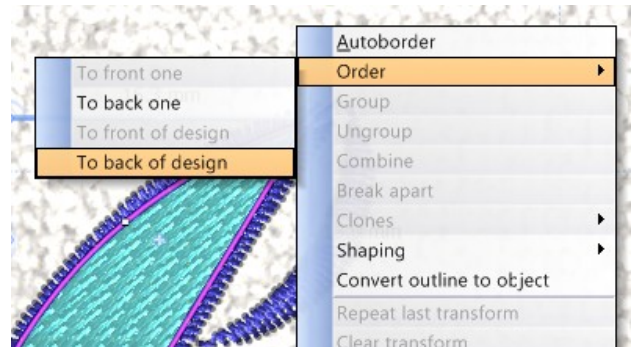 Autoborder
Order
To front one
To back one
To front of design
To back of design
Group
Ungroup
Combine
Break apart
Clones
Shaping
Convert outline to object
Repeat last transform
Clear transform